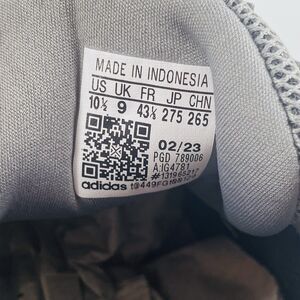 MADE IN INDONESIA
US UK FR JP CHN
10½ 9 43⅓ 275 265
02/23
PGD 789006
A:IG4781
adidas